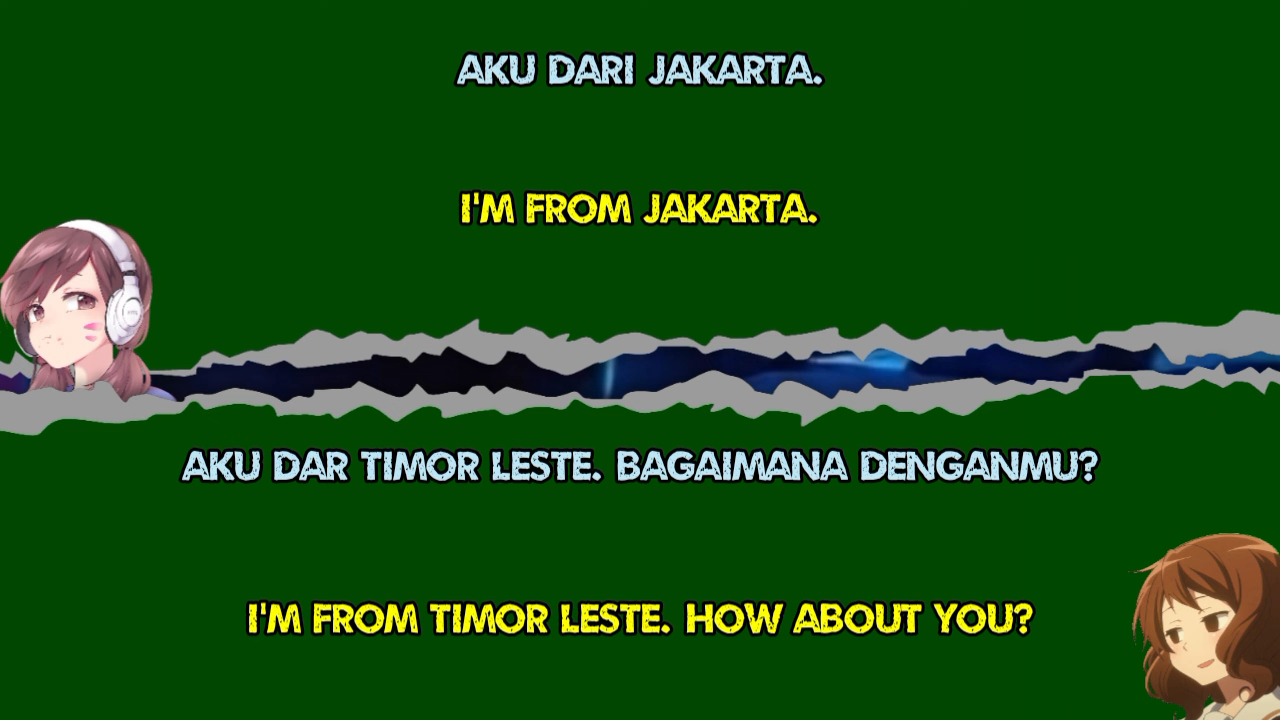 AKU DARI JAKARTA.
I'M FROM JAKARTA.
AKU DAR TIMOR LESTE. BAGAIMANA DENGANMU?
I'M FROM TIMOR LESTE. HOW ABOUT YOU?